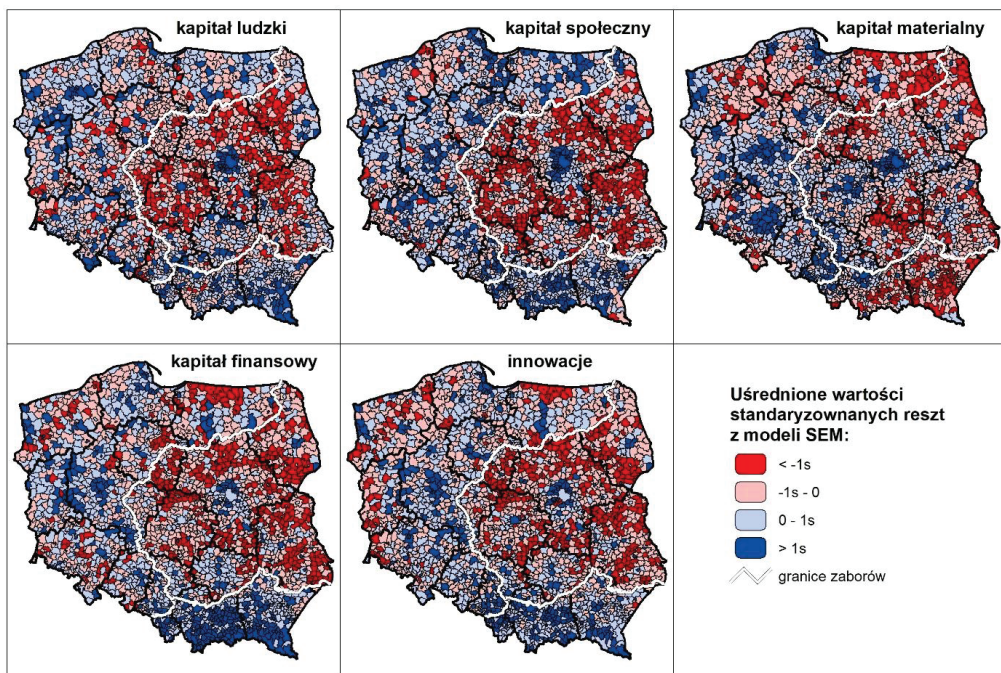 kapitał ludzki
kapitał społeczny
kapitał materialny
kapitał finansowy
innowacje
Uśrednione wartości
standaryzownanych reszt
z modeli SEM:
< -1s
-1s - 0
0 - 1s
> 1s
granice zaborów